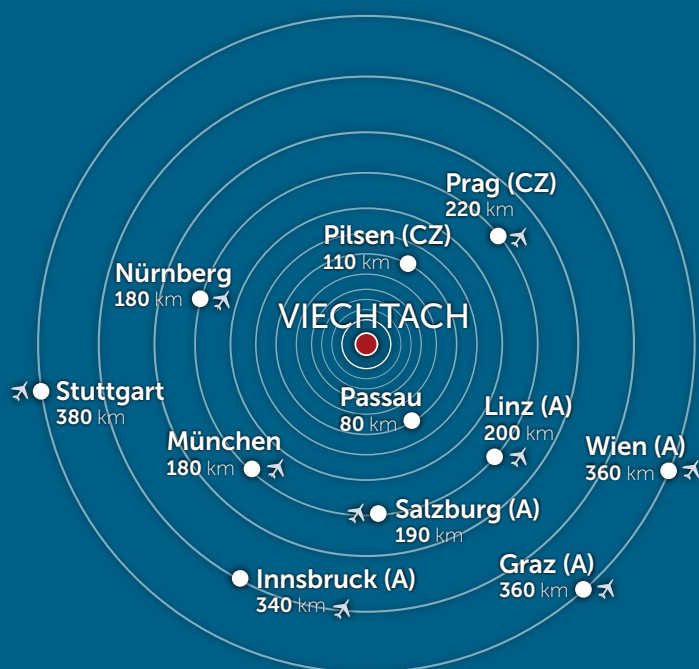 Prag (CZ)
220 km
Pilsen (CZ)
110 km
Nürnberg
180 km
VIECHTACH
Stuttgart
380 km
Passau
80 km
Linz (A)
200 km
München
180 km
Wien (A)
360 km
Salzburg (A)
190 km
Graz (A)
360 km
Innsbruck (A)
340 km